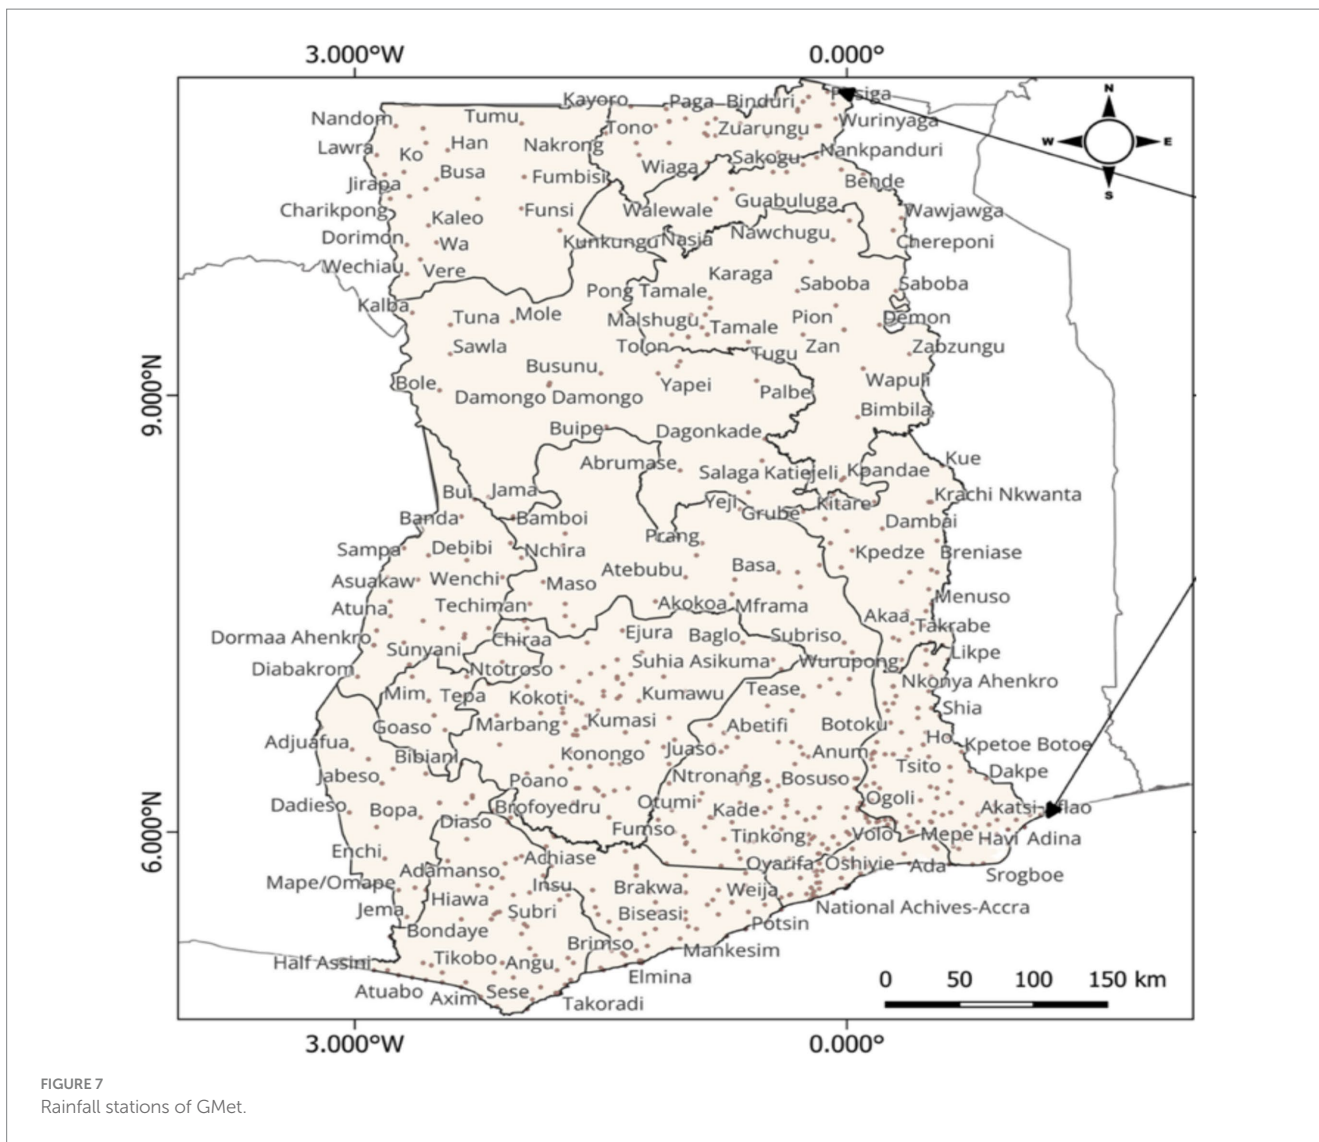 3.000°W 0.000°
N
W E
S
Kayoro Paga Binduri
Nandom Tumu Tono Zuarungu Wurinyaga
Lawra Ko Han Nakrong Sakogu Nankpanduri
Jirapa Busa Fumbisi Wiaga Bende
Charikpong Kaleo Funsi Walewale Guabuluga Wawjawga
Dorimon Wa Kunkungu Nasia Nawchugu Chereponi
Wechiau Vere Karaga Saboba Saboba
Kalba Tuna Mole Pong Tamale Malshugu Tamale Pion Demon
Sawla Tolon Tugu Zan Zabzungu
9.000°N
Bole Busunu Yapei Palbe Wapuli
Damongo Damongo Bimbila
Buipe Dagonkade
Abrumase Salaga Katiejeli Kpandae Kue
Bui Jama Yeji Grube Kitare Krachi Nkwanta
Banda Bamboi Dambai
Sampa Debibi Nchira Prang Kpedze Breniase
Asuakaw Wenchi Maso Atebubu Basa
Atuna Techiman Akokoa Mframa Menuso
Dormaa Ahenkro Sunyani Chiraa Ejura Baglo Subriso Akaa Takrabe
Diabakrom Ntotroso Suhia Asikuma Wurupong Likpe
Mim Tepa Kokoti Kumawu Tease Nkonya Ahenkro
Goaso Marbang Kumasi Abetifi Botoku Shia
Adjuafua Bibiani Konongo Juaso Anum Ho Kpetoe Botoe
Jabeso Poano Ntronang Bosuso Tsito Dakpe
6.000°N
Dadieso Bopa Brofoyedru Otumi Kade Ogoli Akatsi
Diaso Fumso Tinkong Volo Mepe Havi Adina
Enchi Adamanso Achiase Oyarifa Oshivie Ada Srogboe
Mape/Omape Hiawa Insu Brakwa Weija
Jema Subri Biseasi National Achives-Accra
Bondaye Brimso Potsin
Half Assini Tikobo Angu Mankesim
Elmina
Atuabo Axim Sese Takoradi
0 50 100 150 km
3.000°W 0.000°
FIGURE 7
Rainfall stations of GMet.